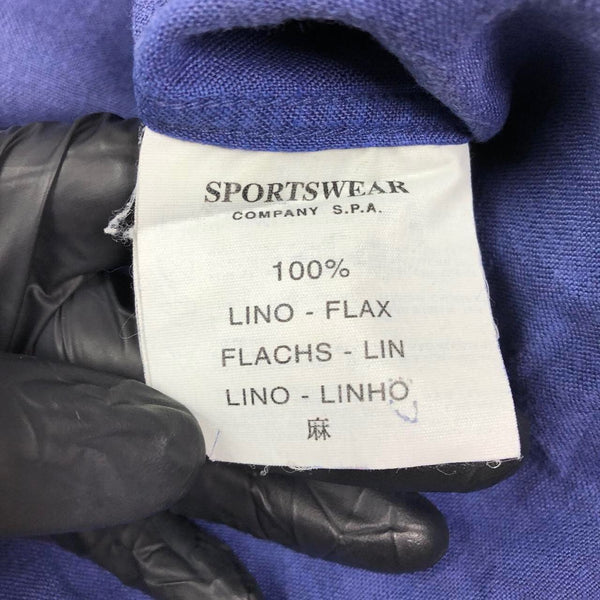 SPORTSWEAR
COMPANY S.P.A.
100%
LINO - FLAX
FLACHS - LIN
LINO - LINHO
麻